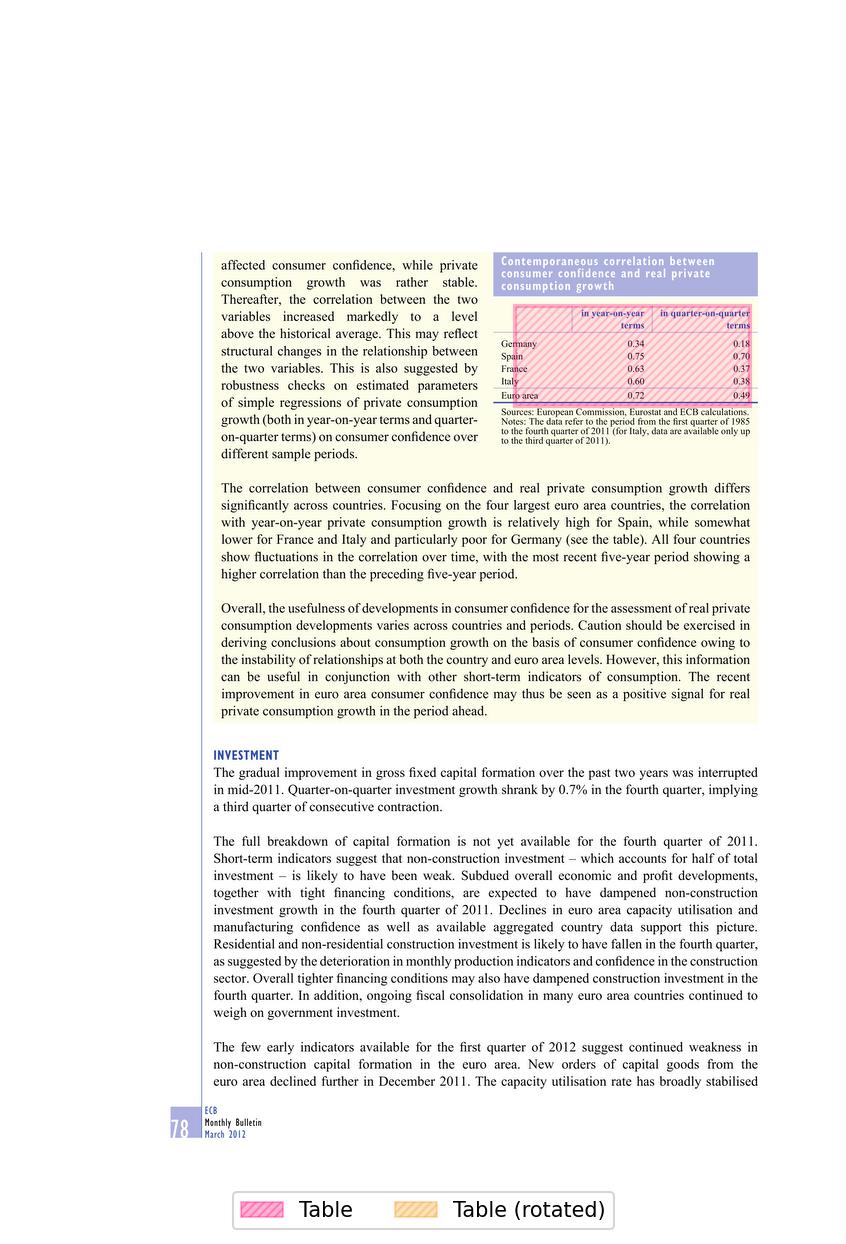 affected consumer confidence, while private
consumption growth was rather stable.
Thereafter, the correlation between the two
variables increased markedly to a level
above the historical average. This may reflect
structural changes in the relationship between
the two variables. This is also suggested by
robustness checks on estimated parameters
of simple regressions of private consumption
growth (both in year-on-year terms and quarter-
on-quarter terms) on consumer confidence over
different sample periods.
Contemporaneous correlation between
consumer confidence and real private
consumption growth
in year-on-year in quarter-on-quarter
terms terms
Germany 0.34 0.18
Spain 0.75 0.70
France 0.63 0.37
Italy 0.60 0.38
Euro area 0.72 0.49
Sources: European Commission, Eurostat and ECB calculations.
Notes: The data refer to the period from the first quarter of 1985
to the fourth quarter of 2011 (for Italy, data are available only up
to the third quarter of 2011).
The correlation between consumer confidence and real private consumption growth differs
significantly across countries. Focusing on the four largest euro area countries, the correlation
with year-on-year private consumption growth is relatively high for Spain, while somewhat
lower for France and Italy and particularly poor for Germany (see the table). All four countries
show fluctuations in the correlation over time, with the most recent five-year period showing a
higher correlation than the preceding five-year period.
Overall, the usefulness of developments in consumer confidence for the assessment of real private
consumption developments varies across countries and periods. Caution should be exercised in
deriving conclusions about consumption growth on the basis of consumer confidence owing to
the instability of relationships at both the country and euro area levels. However, this information
can be useful in conjunction with other short-term indicators of consumption. The recent
improvement in euro area consumer confidence may thus be seen as a positive signal for real
private consumption growth in the period ahead.
INVESTMENT
The gradual improvement in gross fixed capital formation over the past two years was interrupted
in mid-2011. Quarter-on-quarter investment growth shrank by 0.7% in the fourth quarter, implying
a third quarter of consecutive contraction.
The full breakdown of capital formation is not yet available for the fourth quarter of 2011.
Short-term indicators suggest that non-construction investment – which accounts for half of total
investment – is likely to have been weak. Subdued overall economic and profit developments,
together with tight financing conditions, are expected to have dampened non-construction
investment growth in the fourth quarter of 2011. Declines in euro area capacity utilisation and
manufacturing confidence as well as available aggregated country data support this picture.
Residential and non-residential construction investment is likely to have fallen in the fourth quarter,
as suggested by the deterioration in monthly production indicators and confidence in the construction
sector. Overall tighter financing conditions may also have dampened construction investment in the
fourth quarter. In addition, ongoing fiscal consolidation in many euro area countries continued to
weigh on government investment.
The few early indicators available for the first quarter of 2012 suggest continued weakness in
non-construction capital formation in the euro area. New orders of capital goods from the
euro area declined further in December 2011. The capacity utilisation rate has broadly stabilised
78
ECB
Monthly Bulletin
March 2012
Table Table (rotated)